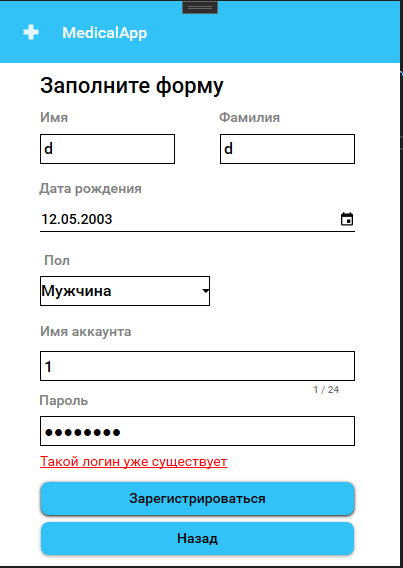 MedicalApp
Заполните форму
Имя Фамилия
d d
Дата рождения
12.05.2003
Пол
Мужчина
Имя аккаунта
1
1 / 24
Пароль
●●●●●●●●
Такой логин уже существует
Зарегистрироваться
Назад